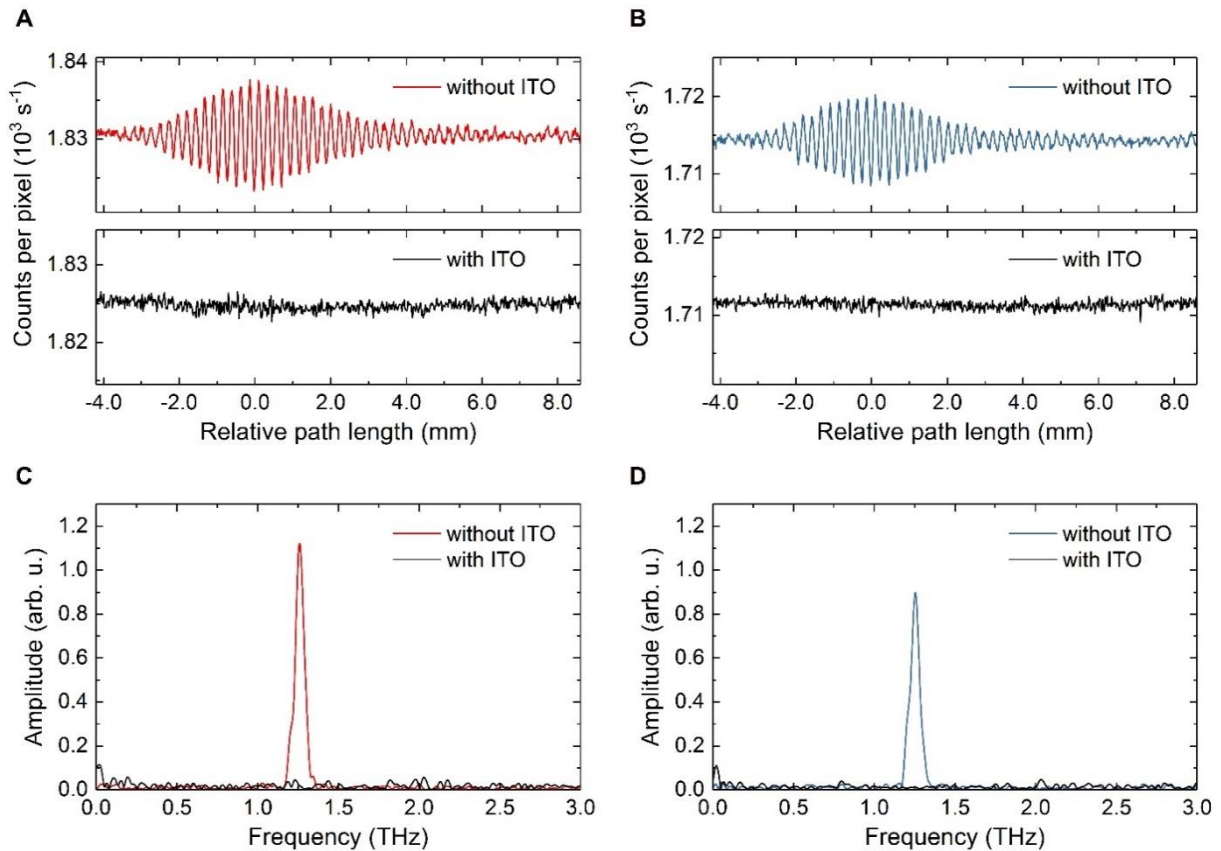 A
Counts per pixel (10⁻³ s⁻¹)
1.84
1.83
without ITO
1.83
1.82
with ITO
-4.0 -2.0 0.0 2.0 4.0 6.0 8.0
Relative path length (mm)
B
Counts per pixel (10⁻³ s⁻¹)
1.72
1.71
without ITO
1.72
1.71
with ITO
-4.0 -2.0 0.0 2.0 4.0 6.0 8.0
Relative path length (mm)
C
Amplitude (arb. u.)
1.2
1.0
0.8
0.6
0.4
0.2
0.0
without ITO
with ITO
0.0 0.5 1.0 1.5 2.0 2.5 3.0
Frequency (THz)
D
Amplitude (arb. u.)
1.2
1.0
0.8
0.6
0.4
0.2
0.0
without ITO
with ITO
0.0 0.5 1.0 1.5 2.0 2.5 3.0
Frequency (THz)